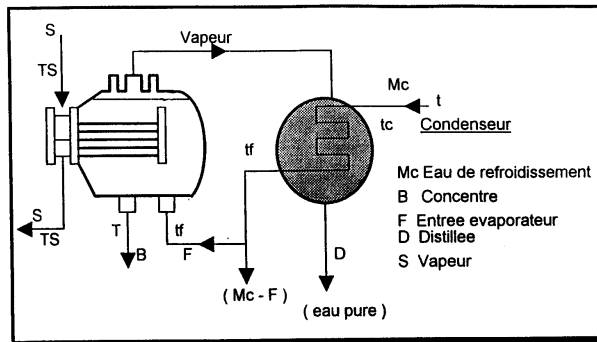 S
Vapeur
TS
Mc
t
tc
Condenseur
tf
Mc Eau de refroidissement
B Concentre
F Entree evaporateur
D Distillee
S Vapeur
S
TS
T
B
tf
F
D
( Mc - F )
( eau pure )